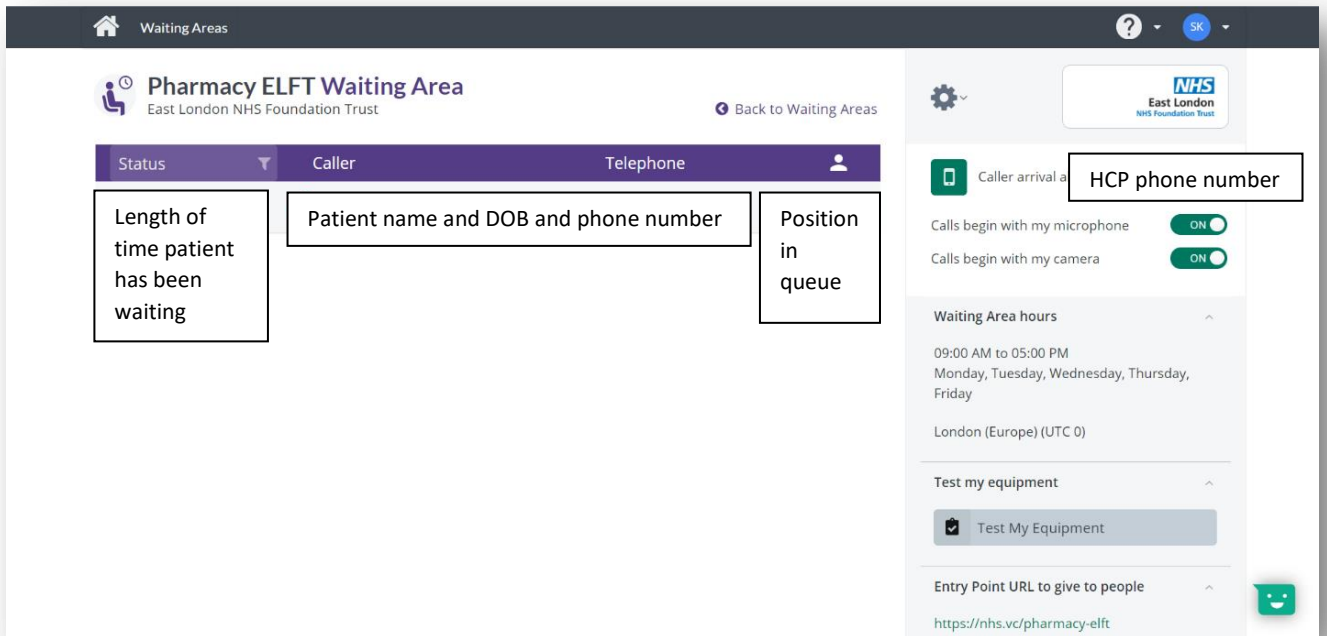 Waiting Areas
?
SK
Pharmacy ELFT Waiting Area
East London NHS Foundation Trust
Back to Waiting Areas
NHS
East London
NHS Foundation Trust
Status
Caller
Telephone
Length of
time patient
has been
waiting
Patient name and DOB and phone number
Position
in
queue
Caller arrival a
HCP phone number
Calls begin with my microphone
ON
Calls begin with my camera
ON
Waiting Area hours
09:00 AM to 05:00 PM
Monday, Tuesday, Wednesday, Thursday,
Friday
London (Europe) (UTC 0)
Test my equipment
Test My Equipment
Entry Point URL to give to people
https://nhs.vc/pharmacy-elft